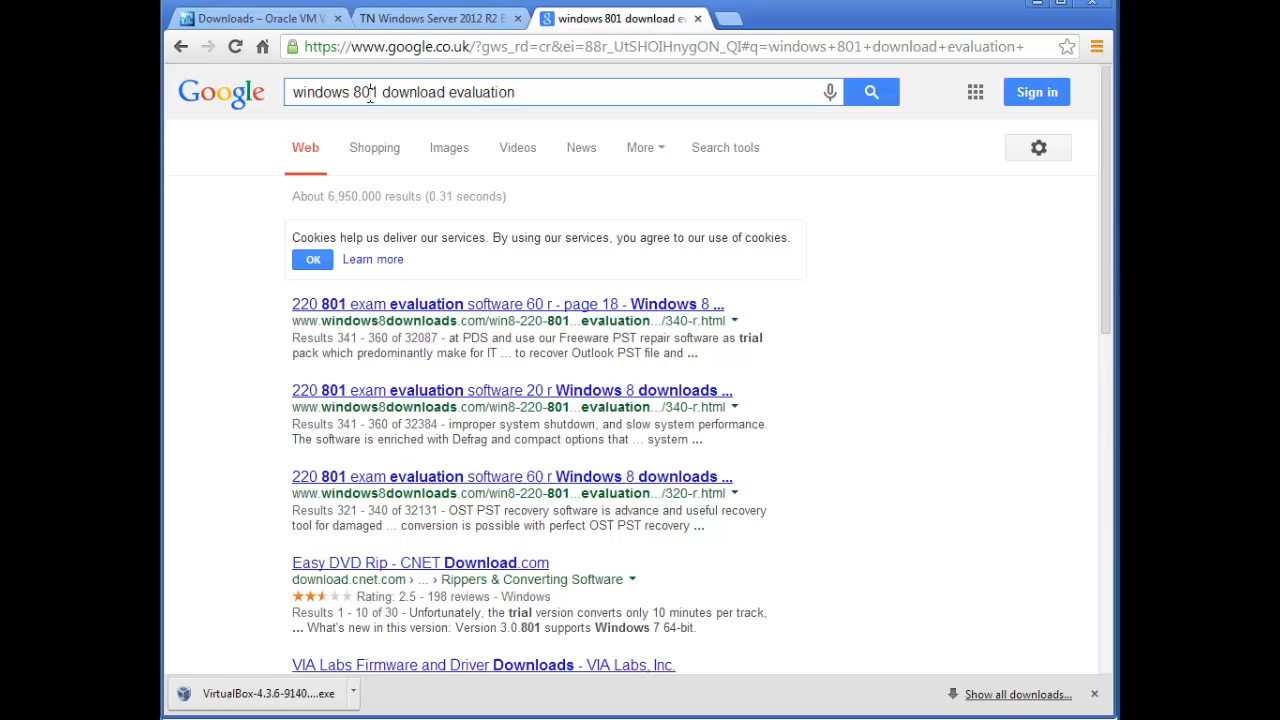 Downloads – Oracle VM V
TN Windows Server 2012 R2 E
windows 801 download ev
https://www.google.co.uk/?gws_rd=cr&ei=88r_UtSHOIHnygON_QI#q=windows+801+download+evaluation+
Google
windows 801 download evaluation
Sign in
Web Shopping Images Videos News More Search tools
About 6,950,000 results (0.31 seconds)
Cookies help us deliver our services. By using our services, you agree to our use of cookies.
OK Learn more
220 801 exam evaluation software 60 r - page 18 - Windows 8 ...
www.windows8downloads.com/win8-220-801...evaluation.../340-r.html
Results 341 - 360 of 32087 - at PDS and use our Freeware PST repair software as trial
pack which predominantly make for IT ... to recover Outlook PST file and ...
220 801 exam evaluation software 20 r Windows 8 downloads ...
www.windows8downloads.com/win8-220-801...evaluation.../340-r.html
Results 341 - 360 of 32384 - improper system shutdown, and slow system performance.
The software is enriched with Defrag and compact options that ... system ...
220 801 exam evaluation software 60 r Windows 8 downloads ...
www.windows8downloads.com/win8-220-801...evaluation.../320-r.html
Results 321 - 340 of 32131 - OST PST recovery software is advance and useful recovery
tool for damaged ... conversion is possible with perfect OST PST recovery ...
Easy DVD Rip - CNET Download.com
download.cnet.com › ... › Rippers & Converting Software
Rating: 2.5 - 198 reviews - Windows
Results 1 - 10 of 30 - Unfortunately, the trial version converts only 10 minutes per track,
... What's new in this version: Version 3.0.801 supports Windows 7 64-bit.
VIA Labs Firmware and Driver Downloads - VIA Labs, Inc.
VirtualBox-4.3.6-9140....exe
Show all downloads...